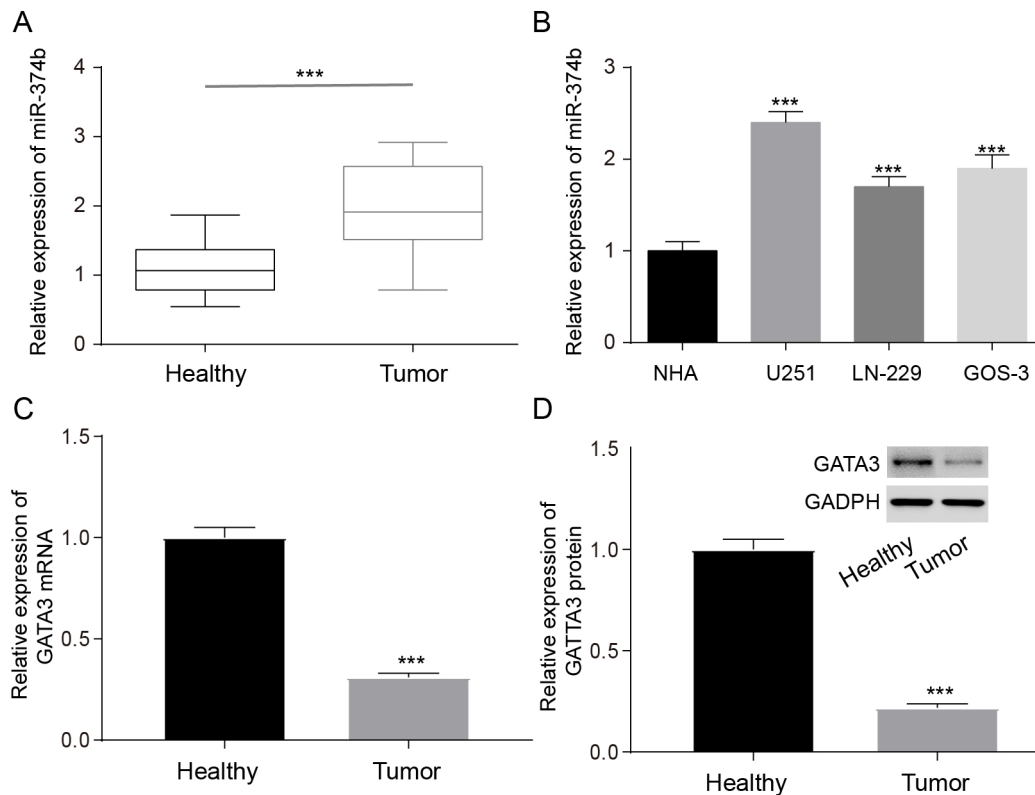 A
Relative expression of miR-374b
4
3
2
1
0
***
Healthy
Tumor
B
Relative expression of miR-374b
3
2
1
0
***
***
***
NHA
U251
LN-229
GOS-3
C
Relative expression of
GATA3 mRNA
1.5
1.0
0.5
0.0
***
Healthy
Tumor
D
Relative expression of
GATTA3 protein
1.5
1.0
0.5
0.0
GATA3
GADPH
Healthy
Tumor
***
Healthy
Tumor